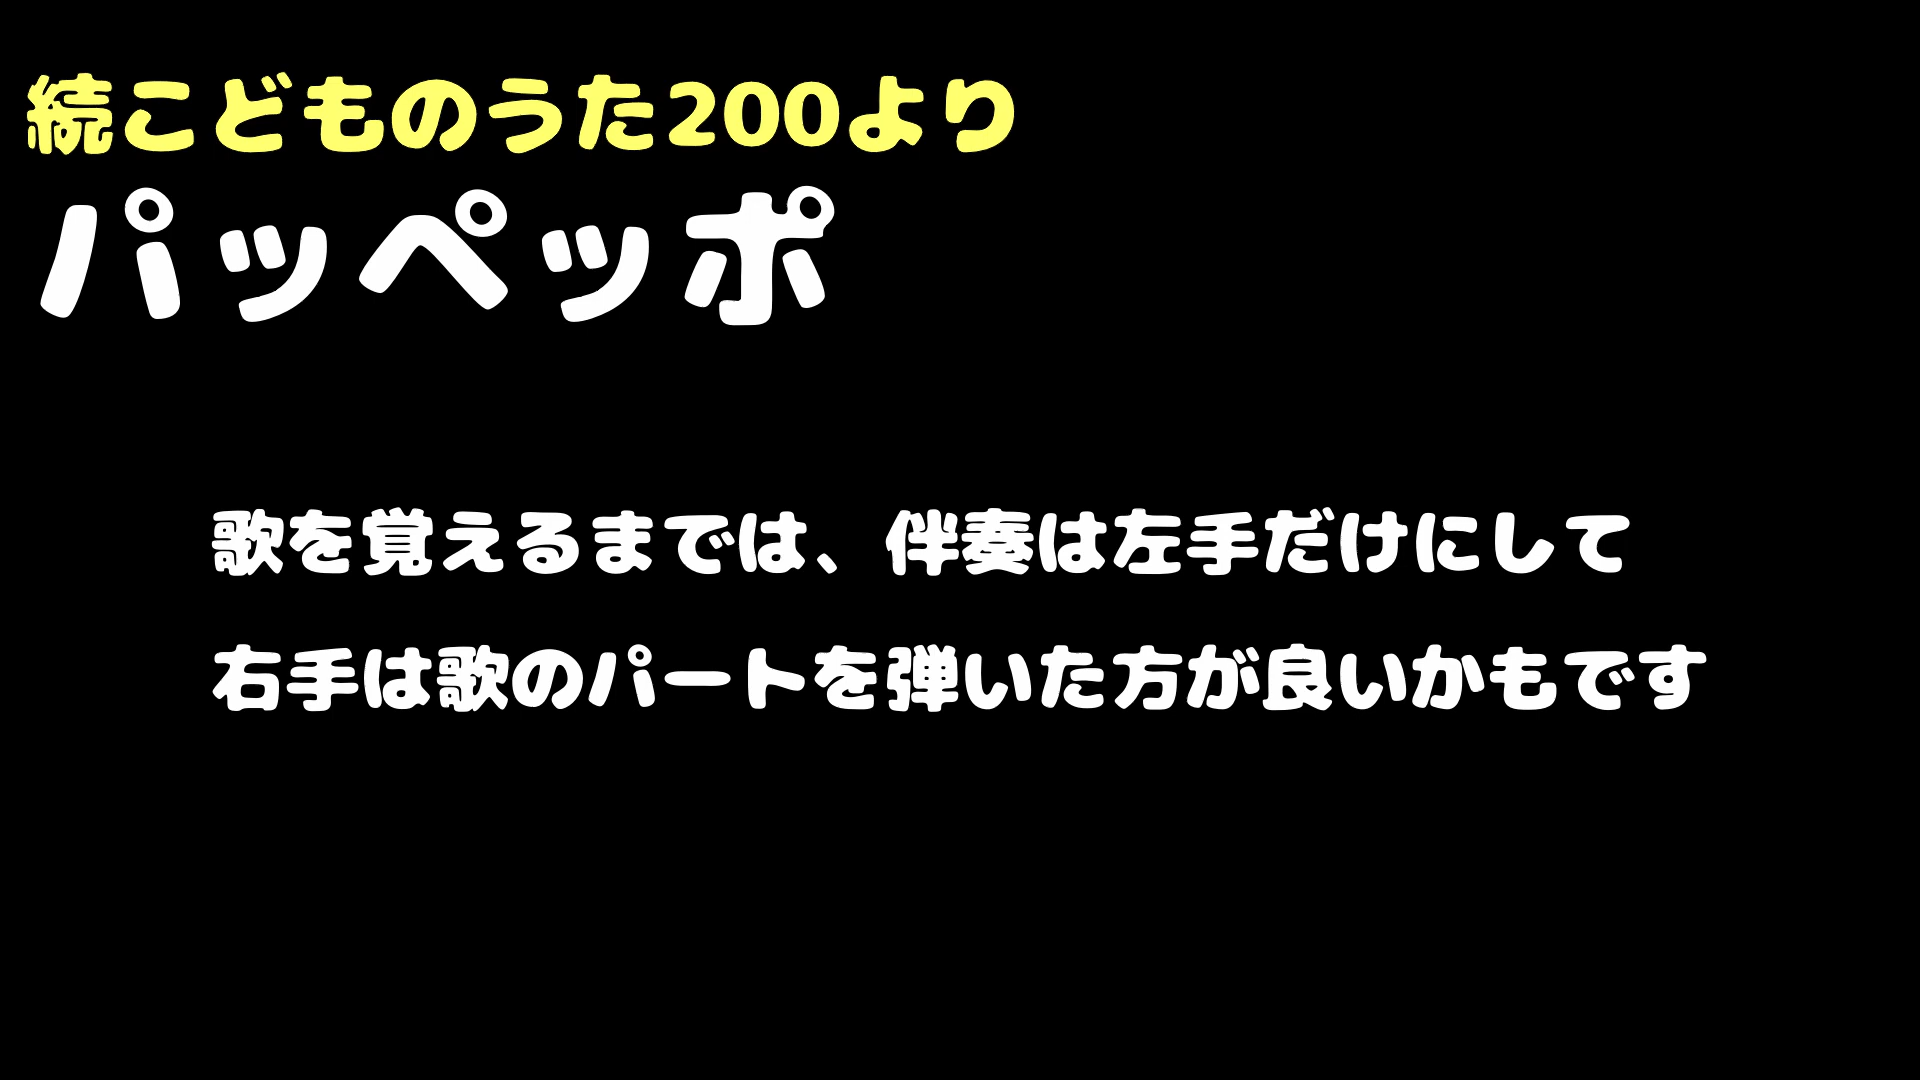 続こどものうた200より
パッペッポ
歌を覚えるまでは、伴奏は左手だけにして
右手は歌のパートを弾いた方が良いかもです